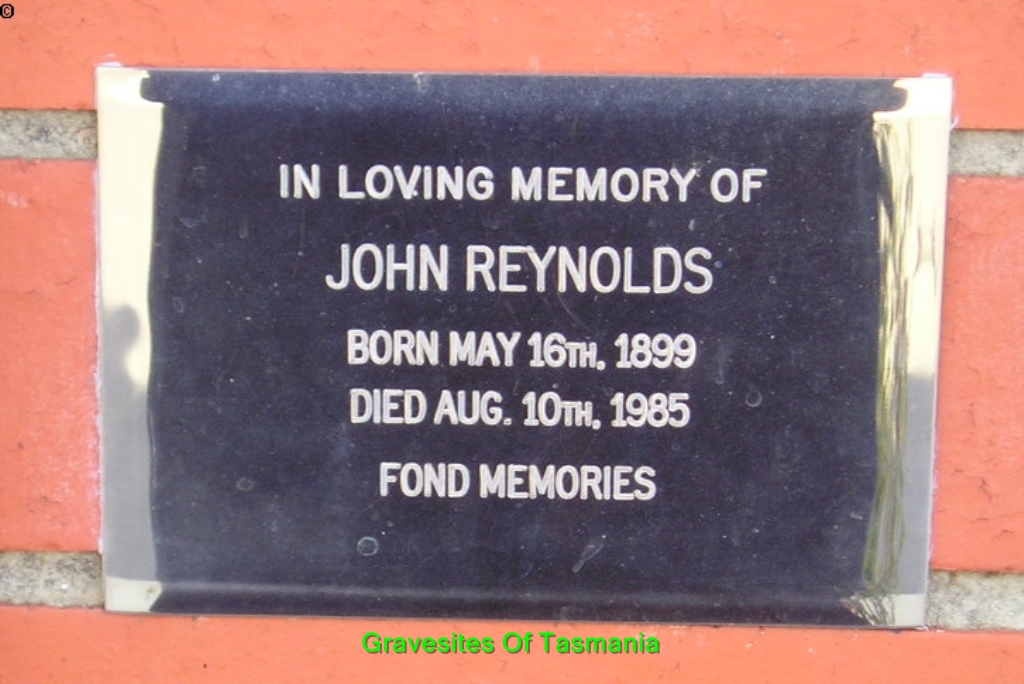 ©
IN LOVING MEMORY OF
JOHN REYNOLDS
BORN MAY 16TH. 1899
DIED AUG. 10TH. 1985
FOND MEMORIES
Gravesites Of Tasmania